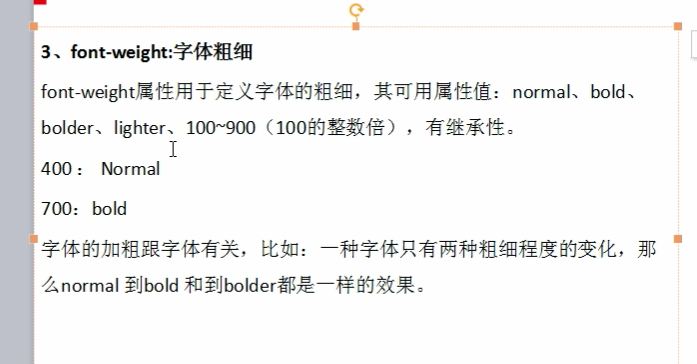 3、font-weight:字体粗细
font-weight属性用于定义字体的粗细，其可用属性值：normal、bold、
bolder、lighter、100~900（100的整数倍），有继承性。
400： Normal
700：bold
字体的加粗跟字体有关，比如：一种字体只有两种粗细程度的变化，那
么normal 到bold 和到bolder都是一样的效果。